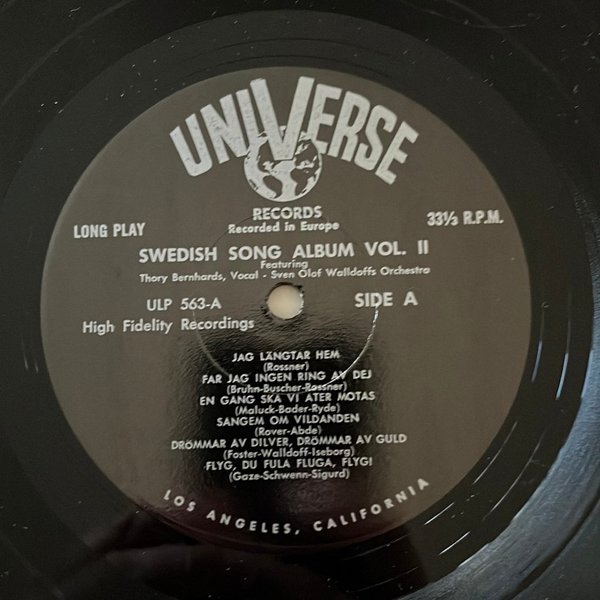 UNIVERSE
RECORDS
Recorded in Europe
LONG PLAY
33⅓ R.P.M.
SWEDISH SONG ALBUM VOL. II
Featuring
Thory Bernhards, Vocal - Sven Olof Walldoffs Orchestra
ULP 563-A
SIDE A
High Fidelity Recordings
JAG LÄNGTAR HEM
(Rossner)
FAR JAG INGEN RING AV DEJ
(Bruhn-Buscher-Rossner)
EN GANG SKA VI ATER MOTAS
(Maluck-Bader-Ryde)
SANGEM OM VILDANDEN
(Rover-Abde)
DRÖMMAR AV DILVER, DRÖMMAR AV GULD
(Foster-Walldoff-Iseborg)
FLYG, DU FULA FLUGA, FLYG!
(Gaze-Schwenn-Sigurd)
LOS ANGELES, CALIFORNIA